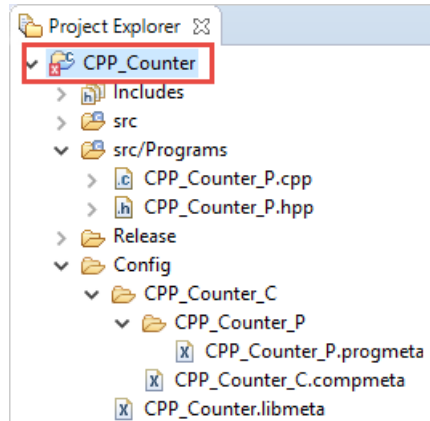 Project Explorer
CPP_Counter
Includes
src
src/Programs
CPP_Counter_P.cpp
CPP_Counter_P.hpp
Release
Config
CPP_Counter_C
CPP_Counter_P
CPP_Counter_P.progmeta
CPP_Counter_C.compmeta
CPP_Counter.libmeta